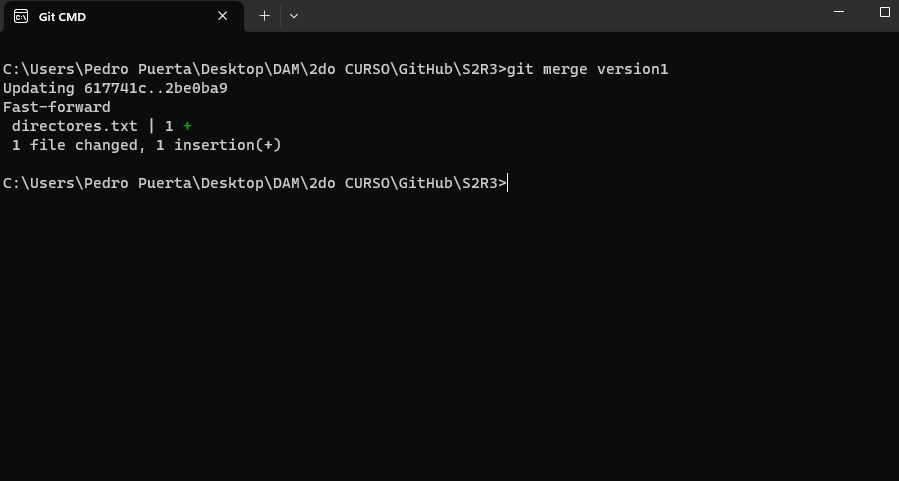 Git CMD
C:\Users\Pedro Puerta\Desktop\DAM\2do CURSO\GitHub\S2R3>git merge version1
Updating 617741c..2be0ba9
Fast-forward
 directores.txt | 1 +
 1 file changed, 1 insertion(+)
C:\Users\Pedro Puerta\Desktop\DAM\2do CURSO\GitHub\S2R3>